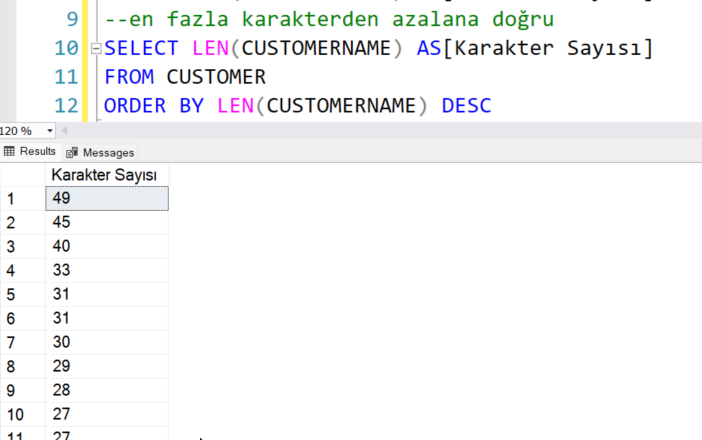 9 --en fazla karakterden azalana doğru
10 SELECT LEN(CUSTOMERNAME) AS[Karakter Sayısı]
11 FROM CUSTOMER
12 ORDER BY LEN(CUSTOMERNAME) DESC
120 %
Results Messages
Karakter Sayısı
1 49
2 45
3 40
4 33
5 31
6 31
7 30
8 29
9 28
10 27
11 27